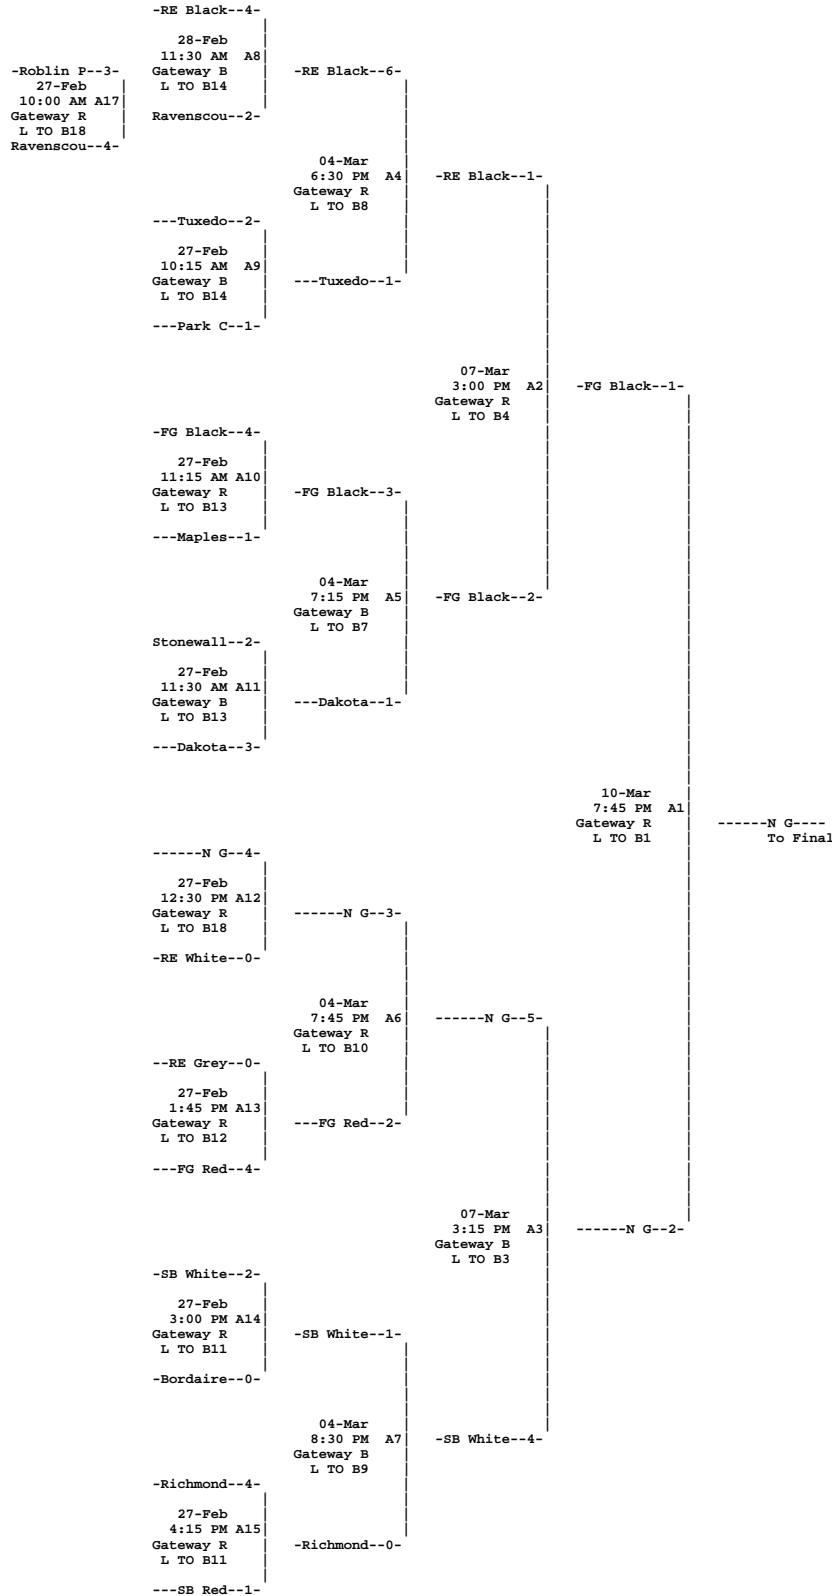 -RE Black--4-
28-Feb
11:30 AM A8
-Roblin P--3- Gateway B -RE Black--6-
27-Feb L TO B14
10:00 AM A17
Gateway R Ravenscou--2-
L TO B18
Ravenscou--4-
04-Mar
6:30 PM A4 -RE Black--1-
Gateway R
L TO B8
---Tuxedo--2-
27-Feb
10:15 AM A9
Gateway B ---Tuxedo--1-
L TO B14
---Park C--1-
07-Mar
3:00 PM A2 -FG Black--1-
Gateway R
L TO B4
-FG Black--4-
27-Feb
11:15 AM A10
Gateway R -FG Black--3-
L TO B13
---Maples--1-
04-Mar
7:15 PM A5 -FG Black--2-
Gateway B
L TO B7
Stonewall--2-
27-Feb
11:30 AM A11
Gateway B ---Dakota--1-
L TO B13
---Dakota--3-
10-Mar
7:45 PM A1
Gateway R ------N G----
L TO B1 To Final
------N G--4-
27-Feb
12:30 PM A12
Gateway R ------N G--3-
L TO B18
-RE White--0-
04-Mar
7:45 PM A6 ------N G--5-
Gateway R
L TO B10
--RE Grey--0-
27-Feb
1:45 PM A13
Gateway R ---FG Red--2-
L TO B12
---FG Red--4-
07-Mar
3:15 PM A3 ------N G--2-
Gateway B
L TO B3
-SB White--2-
27-Feb
3:00 PM A14
Gateway R -SB White--1-
L TO B11
-Bordaire--0-
04-Mar
8:30 PM A7 -SB White--4-
Gateway B
L TO B9
-Richmond--4-
27-Feb
4:15 PM A15
Gateway R -Richmond--0-
L TO B11
---SB Red--1-